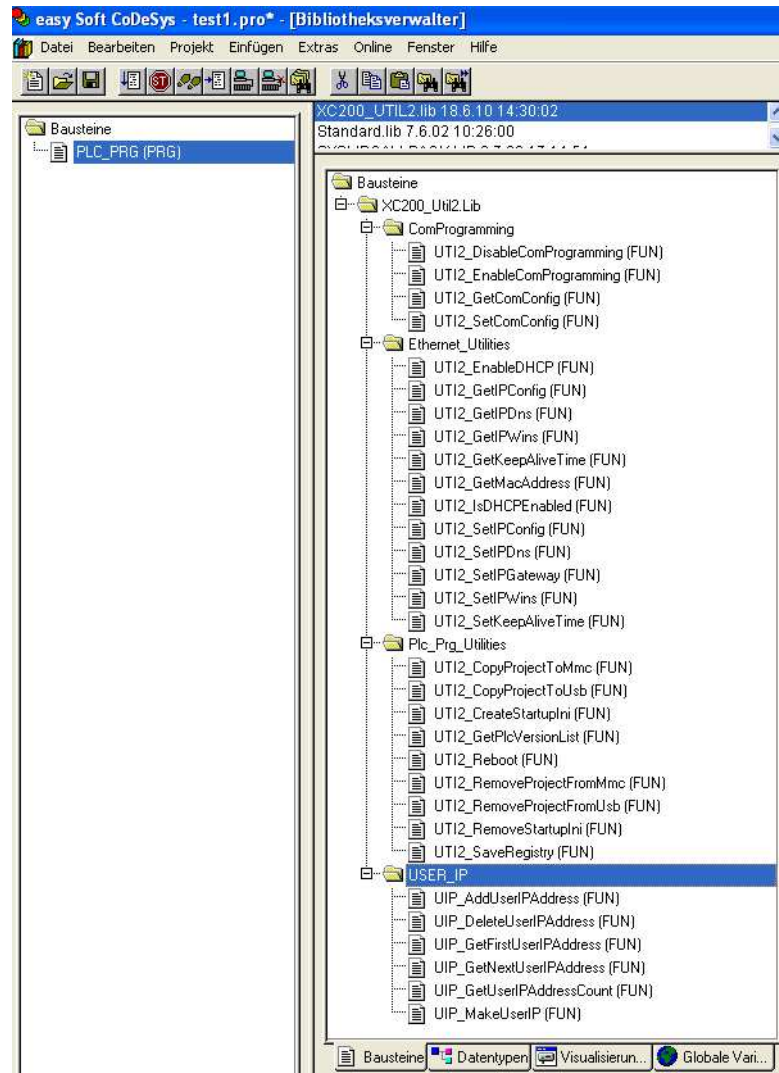 easy Soft CoDeSys - test1.pro* - [Bibliotheksverwalter]
Datei Bearbeiten Projekt Einfügen Extras Online Fenster Hilfe
Bausteine
PLC_PRG (PRG)
XC200_UTIL2.lib 18.6.10 14:30:02
Standard.lib 7.6.02 10:26:00
Bausteine
XC200_Util2.Lib
ComProgramming
UTI2_DisableComProgramming (FUN)
UTI2_EnableComProgramming (FUN)
UTI2_GetComConfig (FUN)
UTI2_SetComConfig (FUN)
Ethernet_Utilities
UTI2_EnableDHCP (FUN)
UTI2_GetIPConfig (FUN)
UTI2_GetIPDns (FUN)
UTI2_GetIPWins (FUN)
UTI2_GetKeepAliveTime (FUN)
UTI2_GetMacAddress (FUN)
UTI2_IsDHCPEnabled (FUN)
UTI2_SetIPConfig (FUN)
UTI2_SetIPDns (FUN)
UTI2_SetIPGateway (FUN)
UTI2_SetIPWins (FUN)
UTI2_SetKeepAliveTime (FUN)
Plc_Prg_Utilities
UTI2_CopyProjectToMmc (FUN)
UTI2_CopyProjectToUsb (FUN)
UTI2_CreateStartupIni (FUN)
UTI2_GetPlcVersionList (FUN)
UTI2_Reboot (FUN)
UTI2_RemoveProjectFromMmc (FUN)
UTI2_RemoveProjectFromUsb (FUN)
UTI2_RemoveStartupIni (FUN)
UTI2_SaveRegistry (FUN)
USER_IP
UIP_AddUserIPAddress (FUN)
UIP_DeleteUserIPAddress (FUN)
UIP_GetFirstUserIPAddress (FUN)
UIP_GetNextUserIPAddress (FUN)
UIP_GetUserIPAddressCount (FUN)
UIP_MakeUserIP (FUN)
Bausteine Datentypen Visualisierun... Globale Vari...